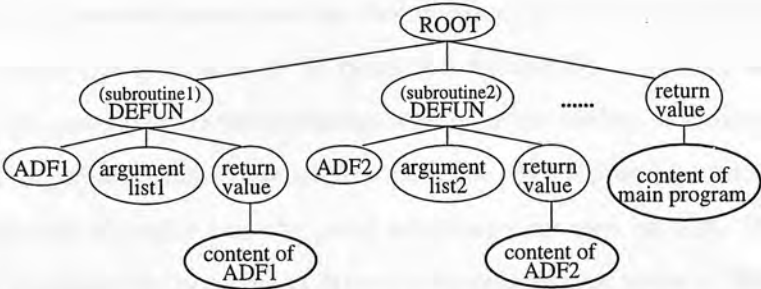 ROOT
(subroutine1)
DEFUN
(subroutine2)
DEFUN
......
return
value
ADF1
argument
list1
return
value
ADF2
argument
list2
return
value
content of
main program
content of
ADF1
content of
ADF2